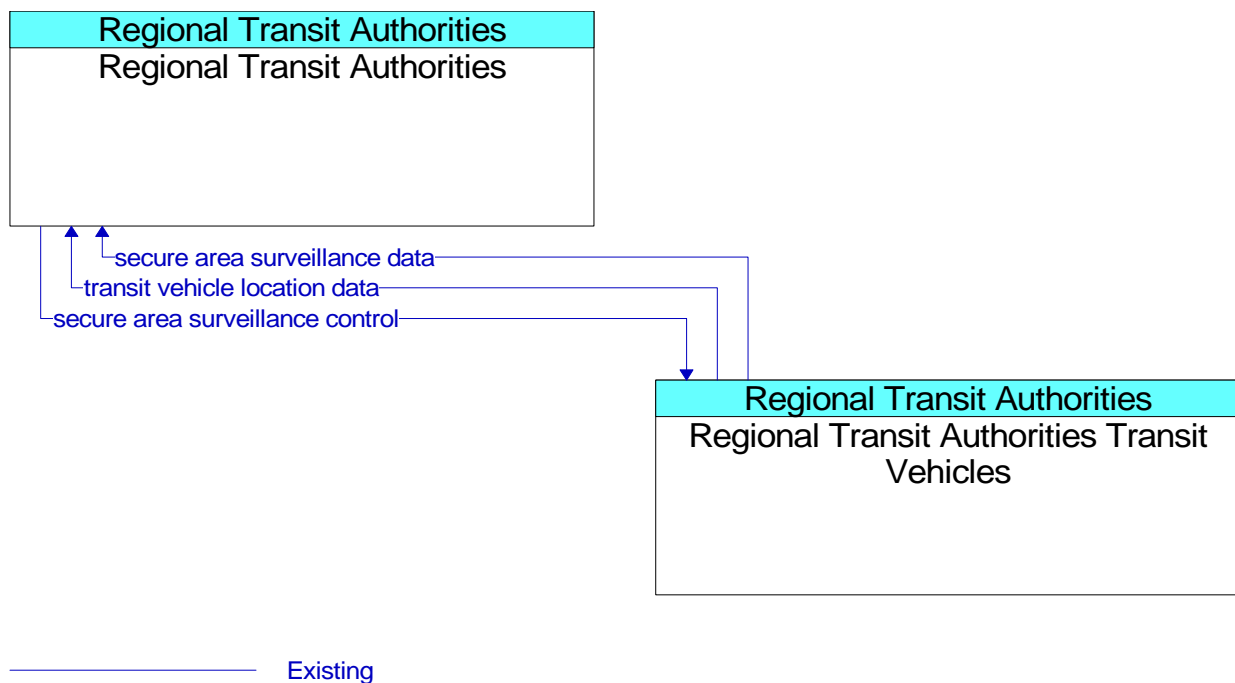 Regional Transit Authorities
Regional Transit Authorities
secure area surveillance data
transit vehicle location data
secure area surveillance control
Regional Transit Authorities
Regional Transit Authorities Transit
Vehicles
Existing